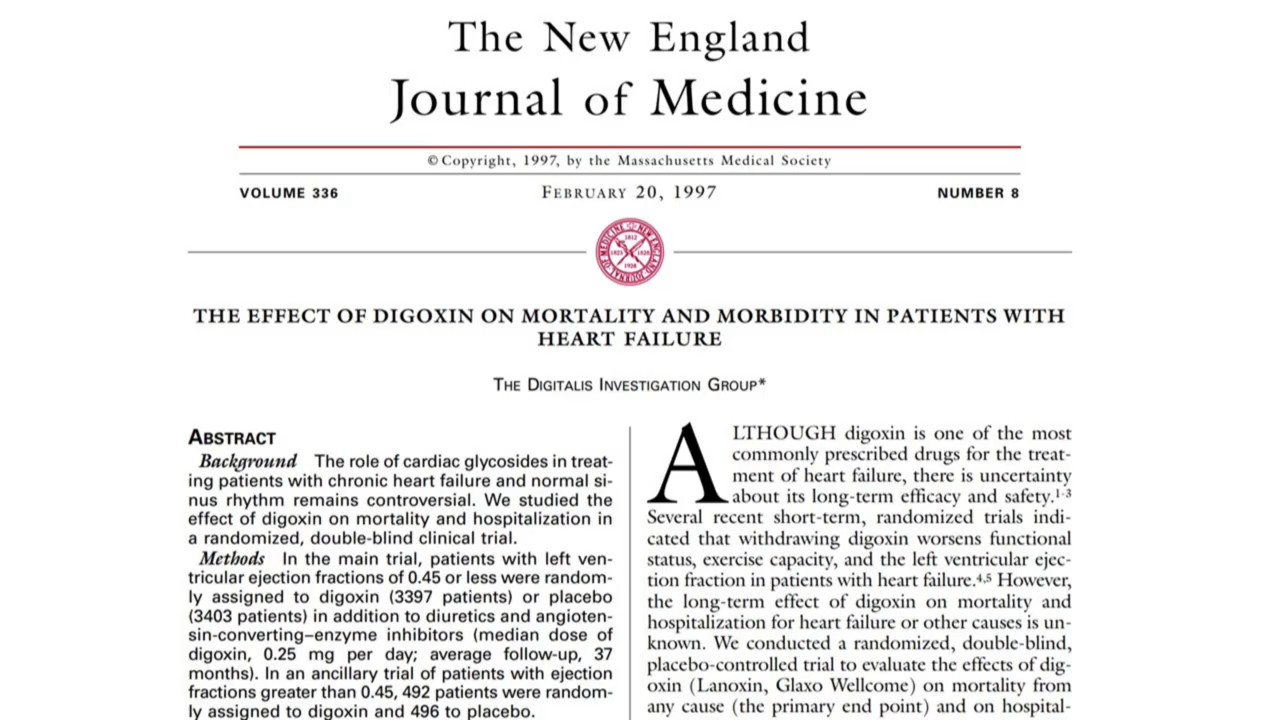 The New England
Journal of Medicine
© Copyright, 1997, by the Massachusetts Medical Society
VOLUME 336
FEBRUARY 20, 1997
NUMBER 8
THE EFFECT OF DIGOXIN ON MORTALITY AND MORBIDITY IN PATIENTS WITH
HEART FAILURE
THE DIGITALIS INVESTIGATION GROUP*
ABSTRACT
Background The role of cardiac glycosides in treat-
ing patients with chronic heart failure and normal si-
nus rhythm remains controversial. We studied the
effect of digoxin on mortality and hospitalization in
a randomized, double-blind clinical trial.
Methods In the main trial, patients with left ven-
tricular ejection fractions of 0.45 or less were random-
ly assigned to digoxin (3397 patients) or placebo
(3403 patients) in addition to diuretics and angioten-
sin-converting–enzyme inhibitors (median dose of
digoxin, 0.25 mg per day; average follow-up, 37
months). In an ancillary trial of patients with ejection
fractions greater than 0.45, 492 patients were random-
ly assigned to digoxin and 496 to placebo.
ALTHOUGH digoxin is one of the most
commonly prescribed drugs for the treat-
ment of heart failure, there is uncertainty
about its long-term efficacy and safety.1-3
Several recent short-term, randomized trials indi-
cated that withdrawing digoxin worsens functional
status, exercise capacity, and the left ventricular ejec-
tion fraction in patients with heart failure.4,5 However,
the long-term effect of digoxin on mortality and
hospitalization for heart failure or other causes is un-
known. We conducted a randomized, double-blind,
placebo-controlled trial to evaluate the effects of dig-
oxin (Lanoxin, Glaxo Wellcome) on mortality from
any cause (the primary end point) and on hospital-